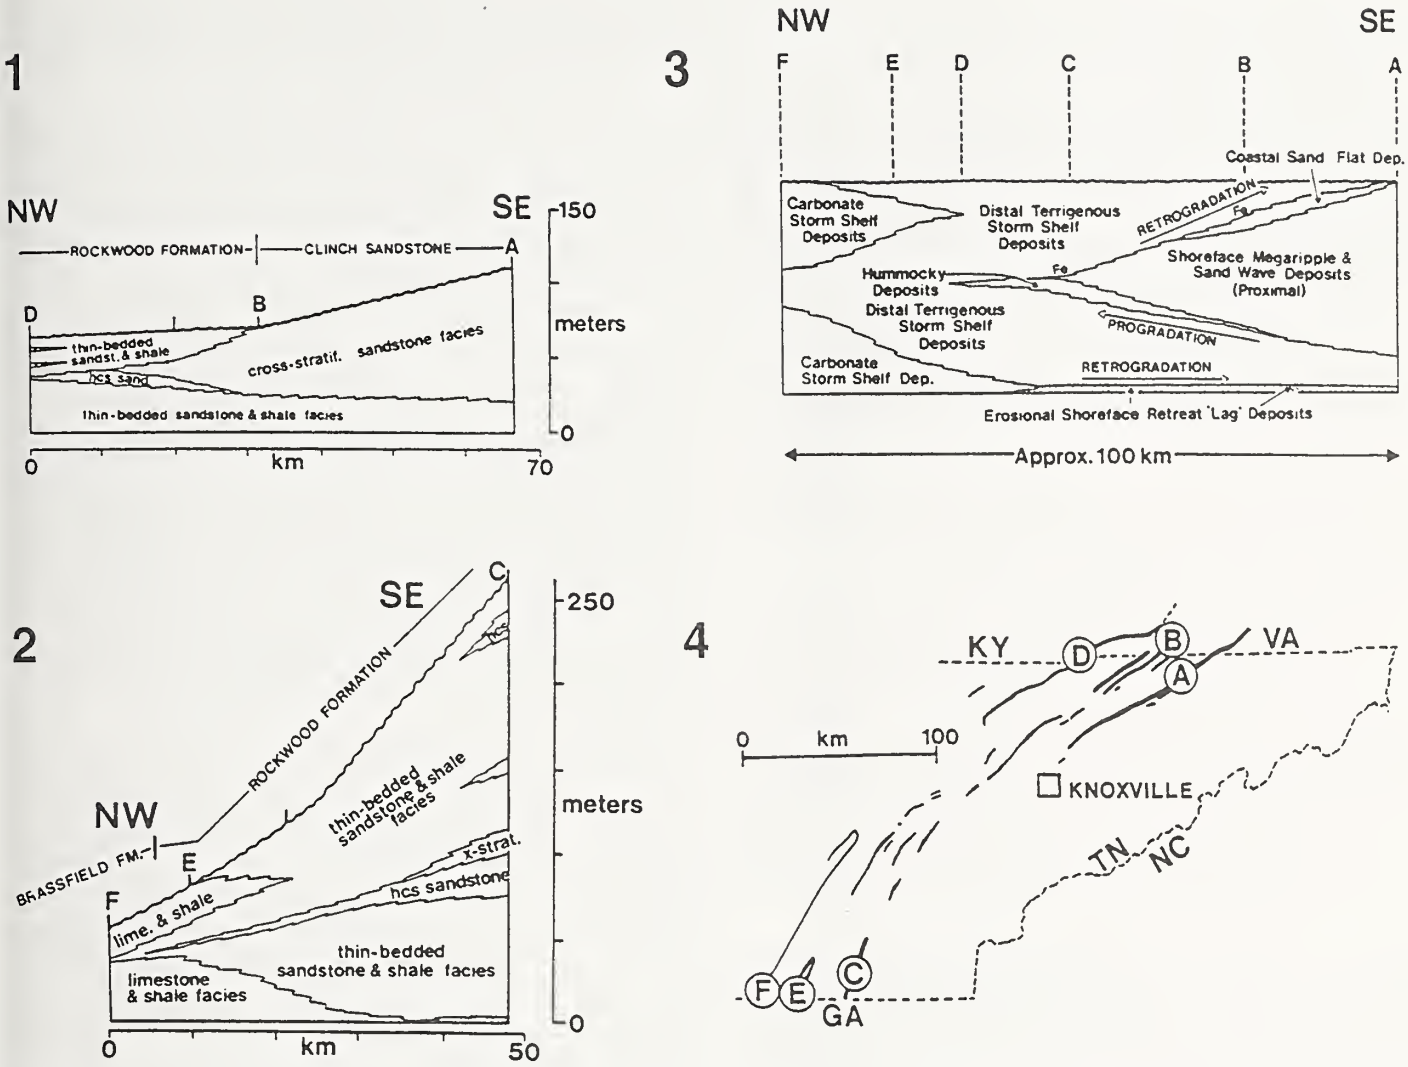 1
NW
SE
150
ROCKWOOD FORMATION
CLINCH SANDSTONE
A
D
B
meters
thin-bedded
sandst. & shale
hcs sand
cross-stratif. sandstone facies
thin-bedded sandstone & shale facies
0
0
km
70
2
SE
C
250
hcs
ROCKWOOD FORMATION
NW
BRASSFIELD FM.
E
F
thin-bedded
sandstone & shale
facies
meters
x-strat.
hcs sandstone
lime. & shale
thin-bedded
sandstone & shale facies
limestone
& shale facies
0
0
km
50
3
NW
SE
F
E
D
C
B
A
Coastal Sand Flat Dep.
Carbonate
Storm Shelf
Deposits
Distal Terrigenous
Storm Shelf
Deposits
RETROGRADATION
Fe
Fe
Shoreface Megaripple &
Sand Wave Deposits
(Proximal)
Hummocky
Deposits
Distal Terrigenous
Storm Shelf
Deposits
PROGRADATION
Carbonate
Storm Shelf Dep.
RETROGRADATION
Erosional Shoreface Retreat "Lag" Deposits
Approx. 100 km
4
KY
D
B
VA
A
0
km
100
KNOXVILLE
TN
NC
F
E
C
GA